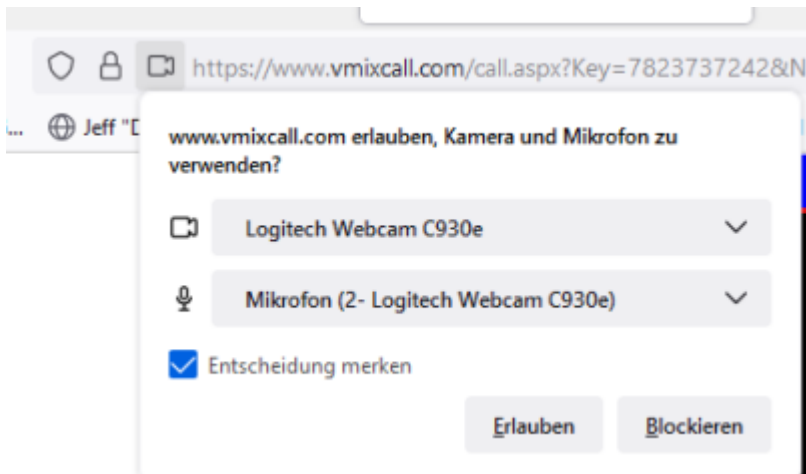 https://www.vmixcall.com/call.aspx?Key=7823737242&N
... Jeff "D
www.vmixcall.com erlauben, Kamera und Mikrofon zu
verwenden?
Logitech Webcam C930e
Mikrofon (2- Logitech Webcam C930e)
Entscheidung merken
Erlauben Blockieren